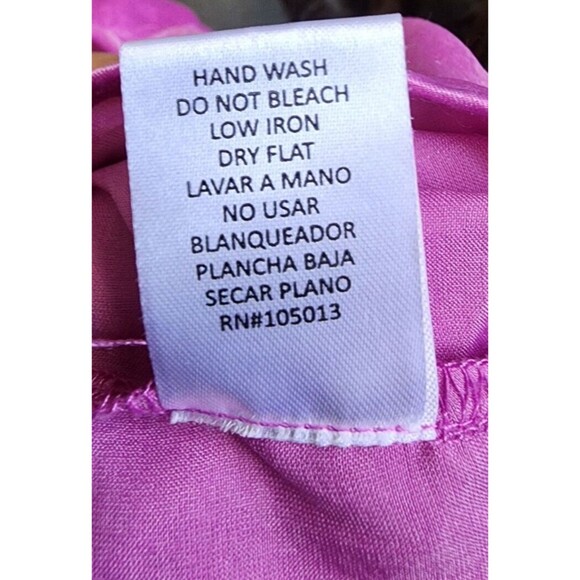 HAND WASH
DO NOT BLEACH
LOW IRON
DRY FLAT
LAVAR A MANO
NO USAR
BLANQUEADOR
PLANCHA BAJA
SECAR PLANO
RN#105013